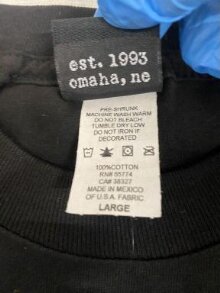 est. 1993
omaha, ne
PRE-SHRUNK
MACHINE WASH WARM
DO NOT BLEACH
TUMBLE DRY LOW
DO NOT IRON IF
DECORATED
100%COTTON
RN# 55774
CA# 38327
MADE IN MEXICO
OF U.S.A. FABRIC
LARGE